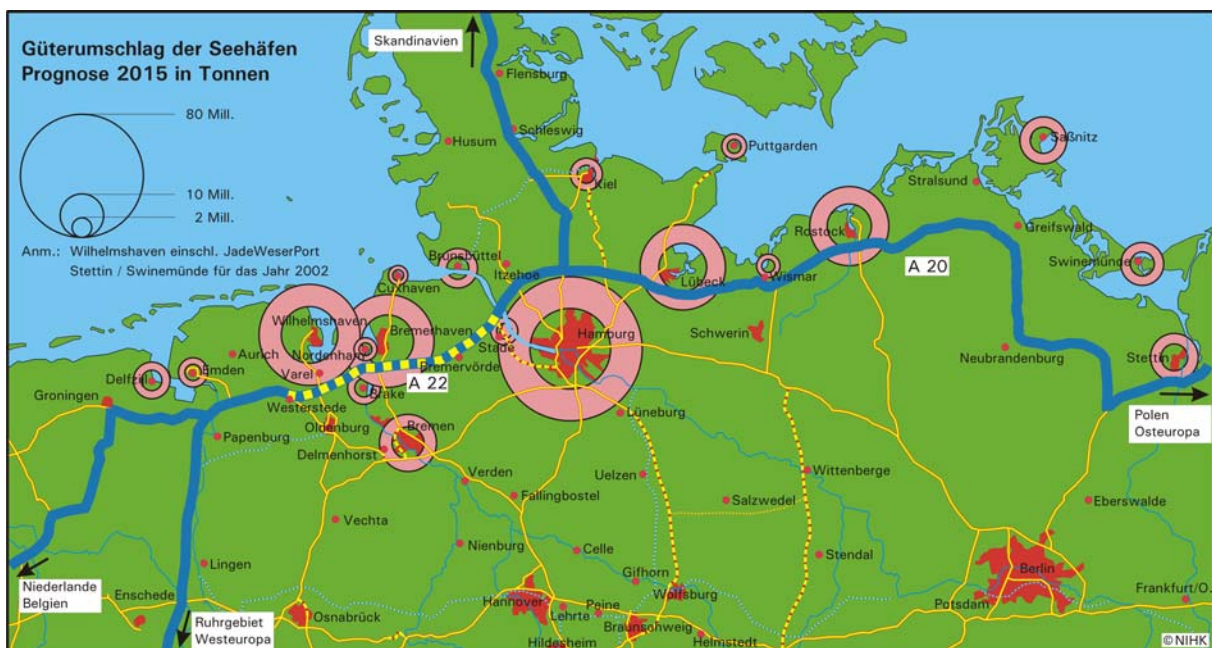 Güterumschlag der Seehäfen
Prognose 2015 in Tonnen
80 Mill.
10 Mill.
2 Mill.
Anm.: Wilhelmshaven einschl. JadeWeserPort
Stettin / Swinemünde für das Jahr 2002
Skandinavien
Flensburg
Schleswig
Husum
Puttgarden
Saßnitz
Kiel
Stralsund
Rostock
Greifswald
Brunsbüttel
Itzehoe
Swinemünde
A 20
Cuxhaven
Lübeck
Wismar
Wilhelmshaven
Bremerhaven
Hamburg
Schwerin
Nordenham
Stade
Aurich
Bremervörde
Neubrandenburg
Stettin
Varel
Emden
Delfzijl
A 22
Brake
Groningen
Westerstede
Lüneburg
Polen
Osteuropa
Oldenburg
Bremen
Papenburg
Delmenhorst
Verden
Uelzen
Wittenberge
Fallingbostel
Salzwedel
Eberswalde
Vechta
Nienburg
Celle
Stendal
Lingen
Gifhorn
Berlin
Niederlande
Belgien
Enschede
Wolfsburg
Frankfurt/O.
Hannover
Lehrte
Peine
Potsdam
Ruhrgebiet
Westeuropa
Osnabrück
Braunschweig
Hildesheim
Helmstedt
©NIHK